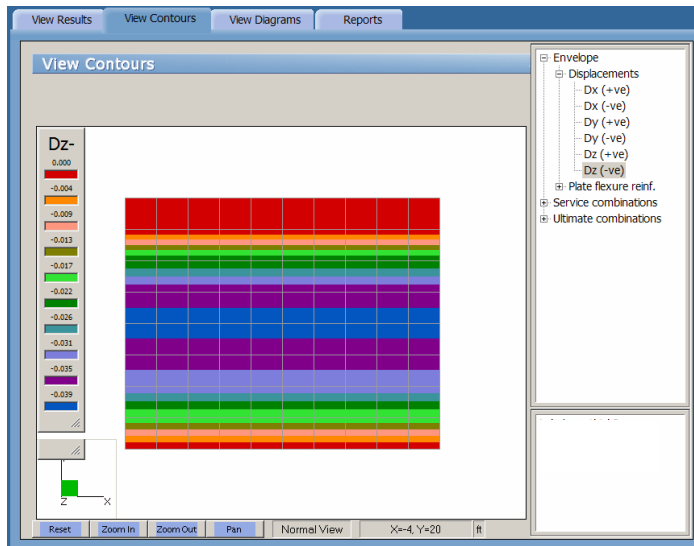 View Results
View Contours
View Diagrams
Reports
View Contours
Dz-
0.000
-0.004
-0.009
-0.013
-0.017
-0.022
-0.026
-0.031
-0.035
-0.039
Z
X
Reset
Zoom In
Zoom Out
Pan
Normal View
X=-4, Y=20
ft
Envelope
Displacements
Dx (+ve)
Dx (-ve)
Dy (+ve)
Dy (-ve)
Dz (+ve)
Dz (-ve)
Plate flexure reinf.
Service combinations
Ultimate combinations